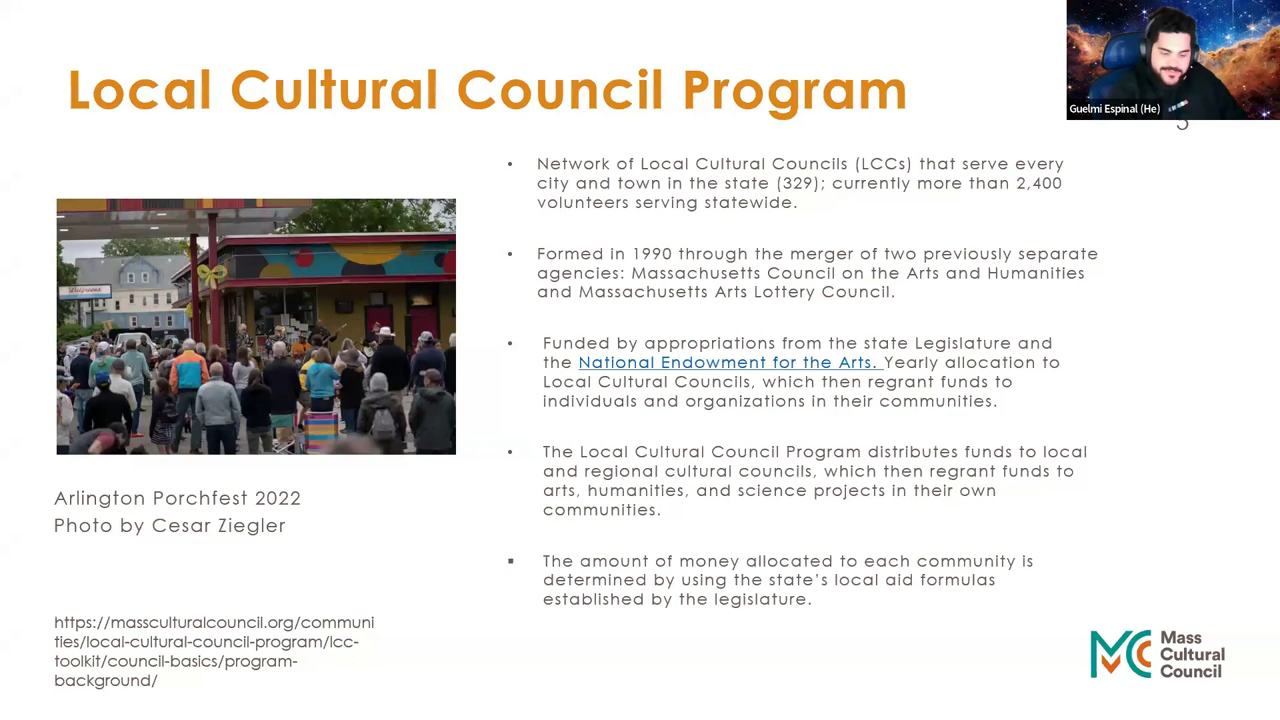 Local Cultural Council Program
Guelmi Espinal (He)
• Network of Local Cultural Councils (LCCs) that serve every
city and town in the state (329); currently more than 2,400
volunteers serving statewide.
• Formed in 1990 through the merger of two previously separate
agencies: Massachusetts Council on the Arts and Humanities
and Massachusetts Arts Lottery Council.
• Funded by appropriations from the state Legislature and
the National Endowment for the Arts. Yearly allocation to
Local Cultural Councils, which then regrant funds to
individuals and organizations in their communities.
• The Local Cultural Council Program distributes funds to local
and regional cultural councils, which then regrant funds to
arts, humanities, and science projects in their own
communities.
▪ The amount of money allocated to each community is
determined by using the state’s local aid formulas
established by the legislature.
Walgreens
Arlington Porchfest 2022
Photo by Cesar Ziegler
https://massculturalcouncil.org/communi
ties/local-cultural-council-program/lcc-
toolkit/council-basics/program-
background/
Mass
Cultural
Council